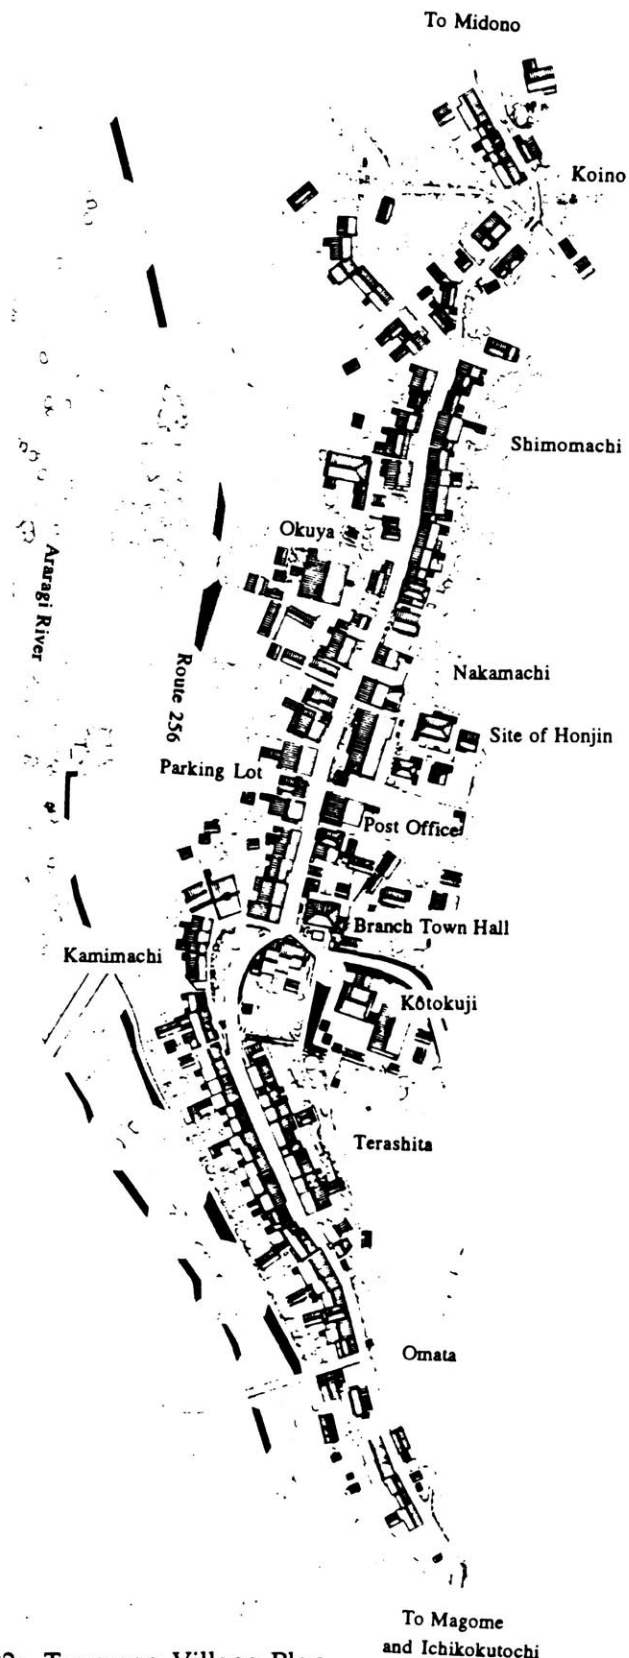 To Midono
Koino
Shimomachi
Okuya
Araragi River
Route 256
Nakamachi
Site of Honjin
Parking Lot
Post Office
Branch Town Hall
Kamimachi
Kôtokuji
Terashita
Omata
To Magome
and Ichikokutochi
Village Plan